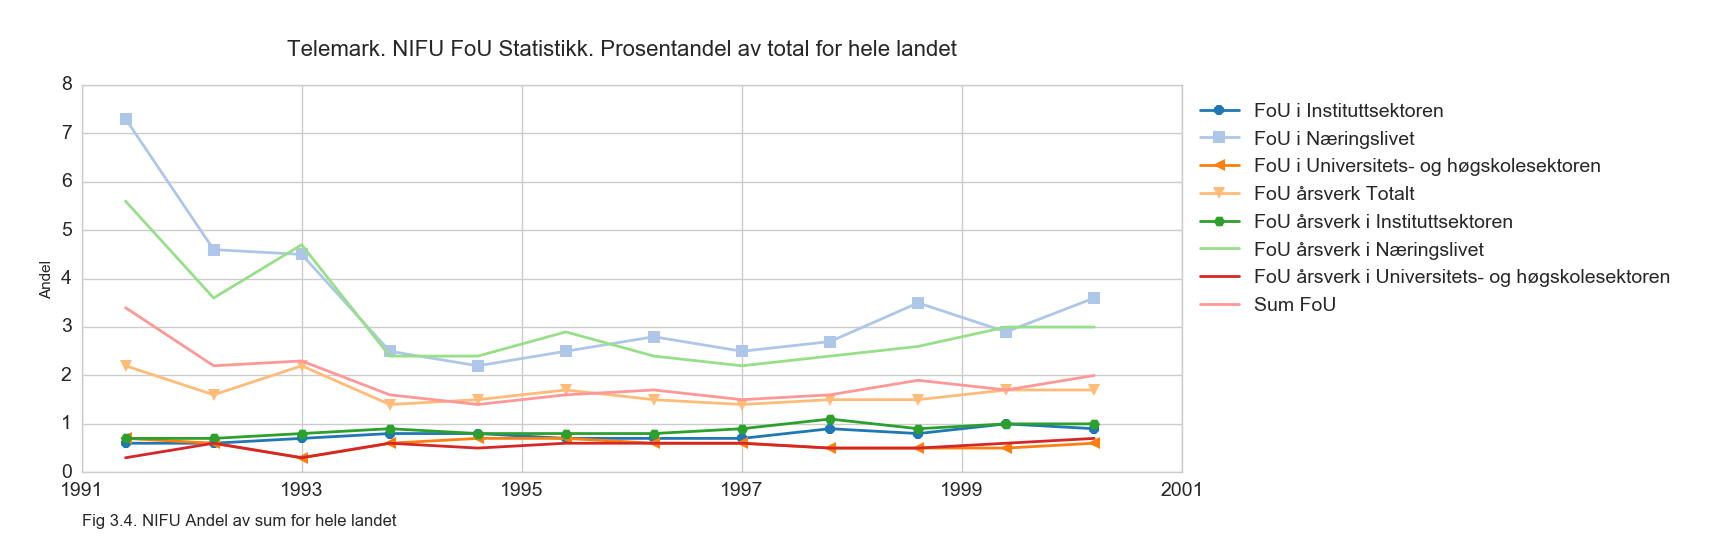 Telemark. NIFU FoU Statistikk. Prosentandel av total for hele landet
8
7
6
5
4
3
2
1
0
Andel
1991 1993 1995 1997 1999 2001
FoU i Instituttsektoren
FoU i Næringslivet
FoU i Universitets- og høgskolesektoren
FoU årsverk Totalt
FoU årsverk i Instituttsektoren
FoU årsverk i Næringslivet
FoU årsverk i Universitets- og høgskolesektoren
Sum FoU
Fig 3.4. NIFU Andel av sum for hele landet